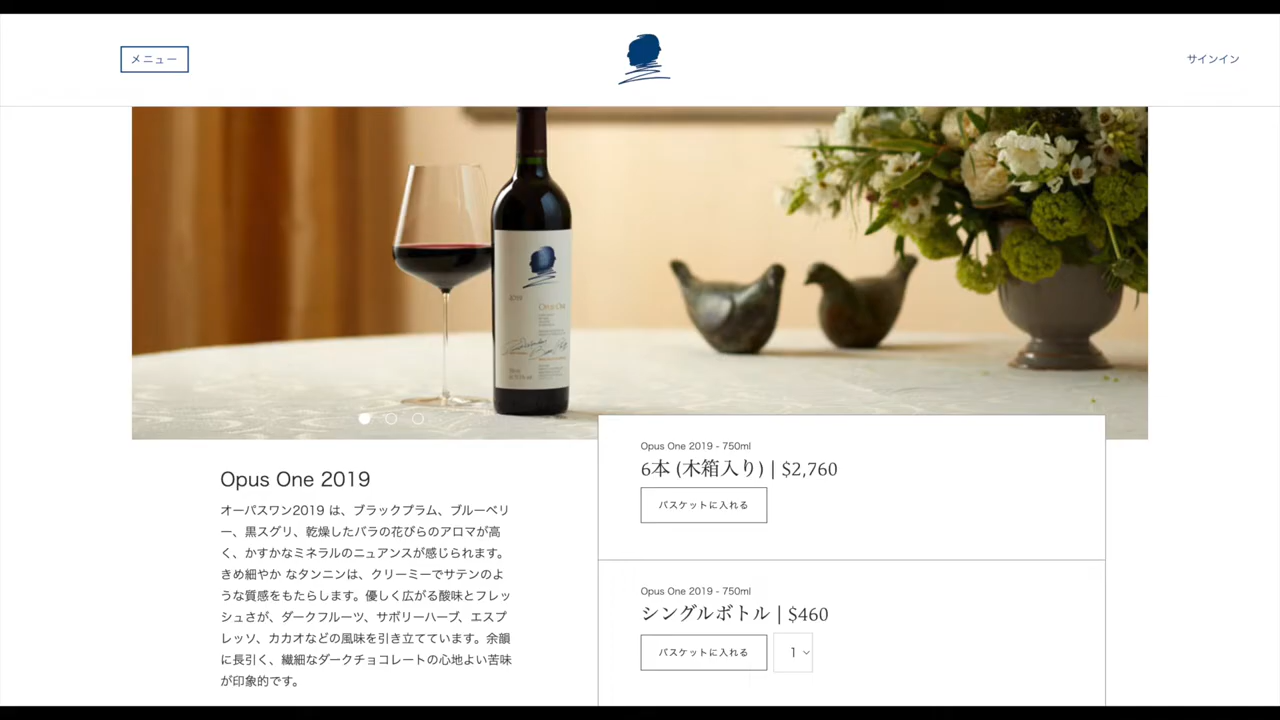 メニュー
サインイン
2019
Opus One
Opus One 2019
オーパスワン2019 は、ブラックプラム、ブルーベリ
ー、黒スグリ、乾燥したバラの花びらのアロマが高
く、かすかなミネラルのニュアンスが感じられます。
きめ細やか なタンニンは、クリーミーでサテンのよ
うな質感をもたらします。優しく広がる酸味とフレッ
シュさが、ダークフルーツ、サボリーハーブ、エスプ
レッソ、カカオなどの風味を引き立てています。余韻
に長引く、繊細なダークチョコレートの心地よい苦味
が印象的です。
Opus One 2019 - 750ml
6本 (木箱入り) | $2,760
バスケットに入れる
Opus One 2019 - 750ml
シングルボトル | $460
バスケットに入れる
1